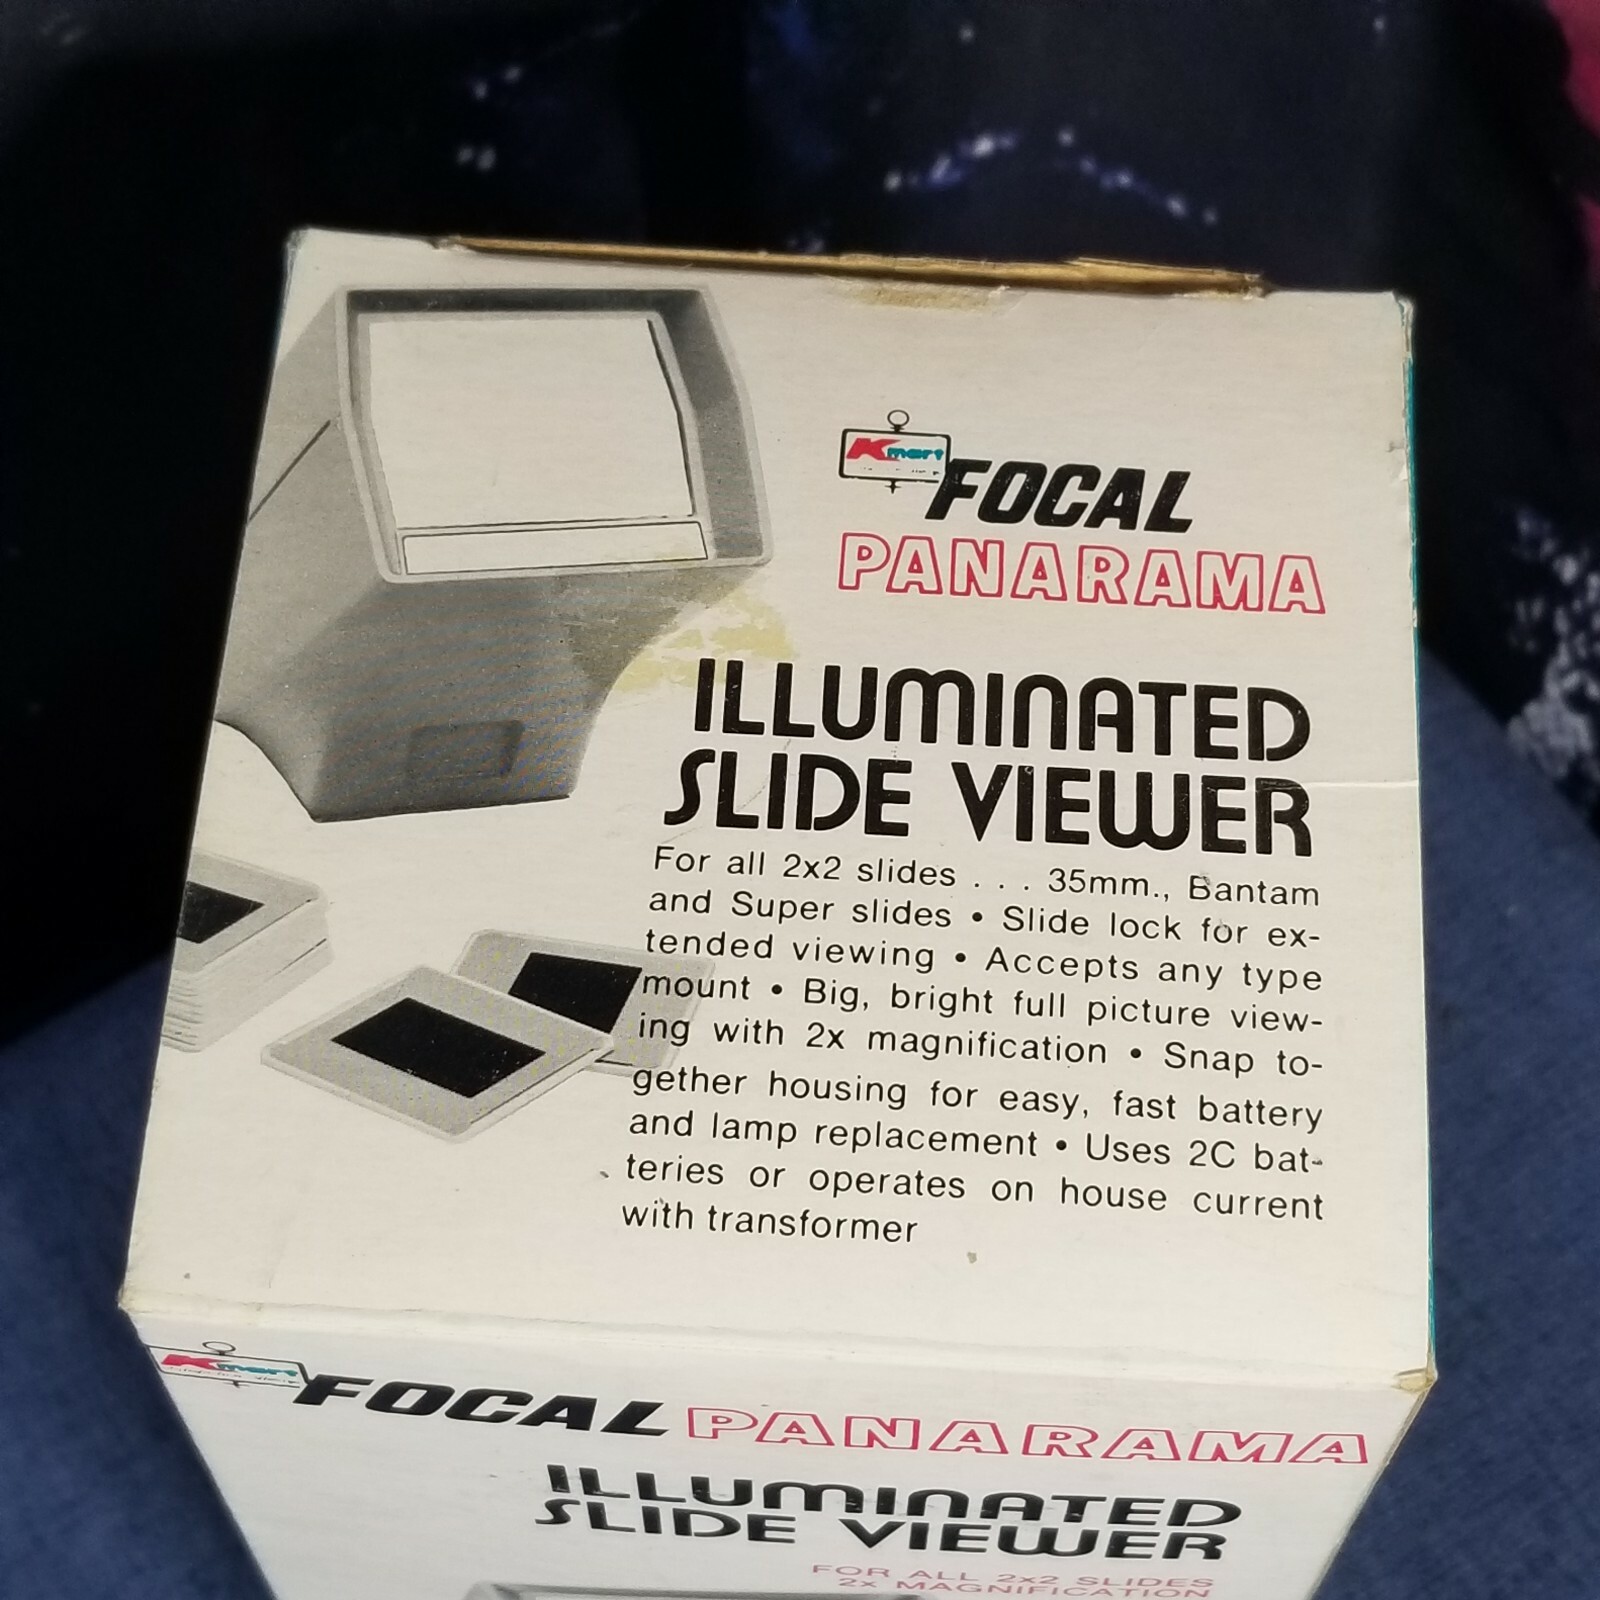 Kmart
FOCAL
PANARAMA
ILLUMINATED
SLIDE VIEWER
For all 2x2 slides . . . 35mm., Bantam
and Super slides • Slide lock for ex-
tended viewing • Accepts any type
mount • Big, bright full picture view-
ing with 2x magnification • Snap to-
gether housing for easy, fast battery
and lamp replacement • Uses 2C bat-
teries or operates on house current
with transformer
Kmart
FOCAL PANARAMA
ILLUMINATED
SLIDE VIEWER
FOR ALL 2x2 SLIDES
2x MAGNIFICATION